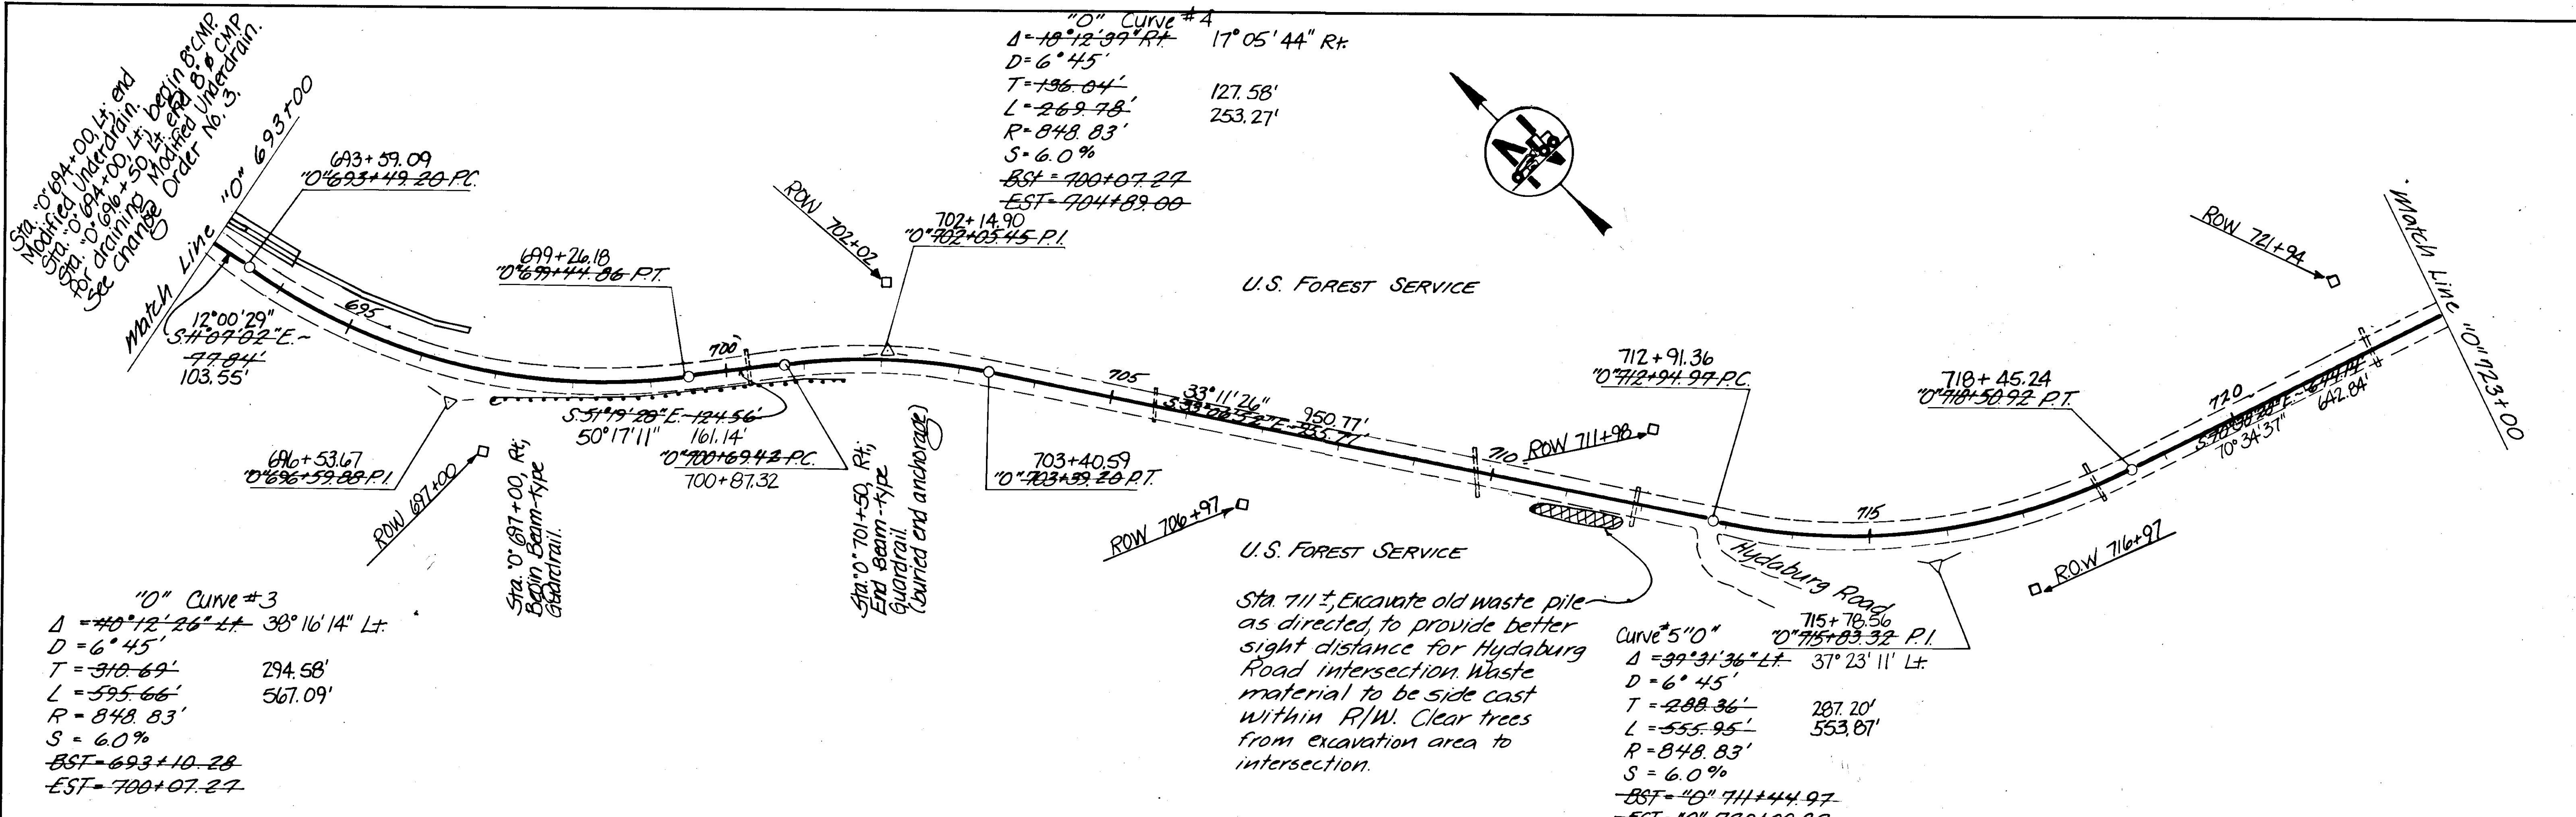 Sta. "O" 694+00, Lt; end
Modified Underdrain.
Sta. "O" 694+00, Lt; begin 8" CMP.
Sta. "O" 696+50, Lt. end 8" ø CMP
for draining Modified Underdrain.
See Change Order No. 3.
Match Line "O" 693+00
693+59.09
"O" 693+49.20 P.C.
12°00'29"
S.11°07'02"E.~
77.84'
103.55'
695
699+26.18
"O" 699+44.86 P.T.
696+53.67
"O" 696+59.88 P.I.
ROW 697+00
700
S.51°19'28"E.~124.56'
50°17'11" 161.14'
"O" 700+69.42 P.C.
700+87.32
Sta. "O" 697+00, Rt;
Begin Beam-type
Guardrail.
ROW 702+02
702+14.90
"O" 702+05.45 P.I.
Sta. "O" 701+50, Rt;
End Beam-type
Guardrail.
(buried end anchorage)
"O" Curve #4
Δ=18°12'39" Rt. 17°05'44" Rt.
D=6°45'
T=136.04' 127.58'
L=269.78' 253.27'
R=848.83'
S=6.0%
BST=700+07.27
EST=704+89.00
703+40.59
"O" 703+39.20 P.T.
705
33°11'26" 950.77'
S.33°06'52"E.~955.77'
U.S. FOREST SERVICE
ROW 706+97
710
ROW 711+98
712+91.36
"O" 712+94.97 P.C.
U.S. FOREST SERVICE
Sta. 711±, Excavate old waste pile
as directed, to provide better
sight distance for Hydaburg
Road intersection. Waste
material to be side cast
within R/W. Clear trees
from excavation area to
intersection.
Hydaburg Road
715
715+78.56
"O" 715+83.32 P.I.
718+45.24
"O" 718+50.92 P.T.
R.O.W 716+97
720
70°34'37"
642.84'
ROW 721+94
Match Line "O" 723+00
"O" Curve #3
Δ=40°12'26" Lt. 38°16'14" Lt.
D=6°45'
T=310.69' 294.58'
L=595.66' 567.09'
R=848.83'
S=6.0%
BST=693+10.28
EST=700+07.27
Curve #5 "O"
Δ=39°31'36" Lt. 37°23'11" Lt.
D=6°45'
T=288.36' 287.20'
L=555.95' 553.87'
R=848.83'
S=6.0%
BST="O" 711+44.97